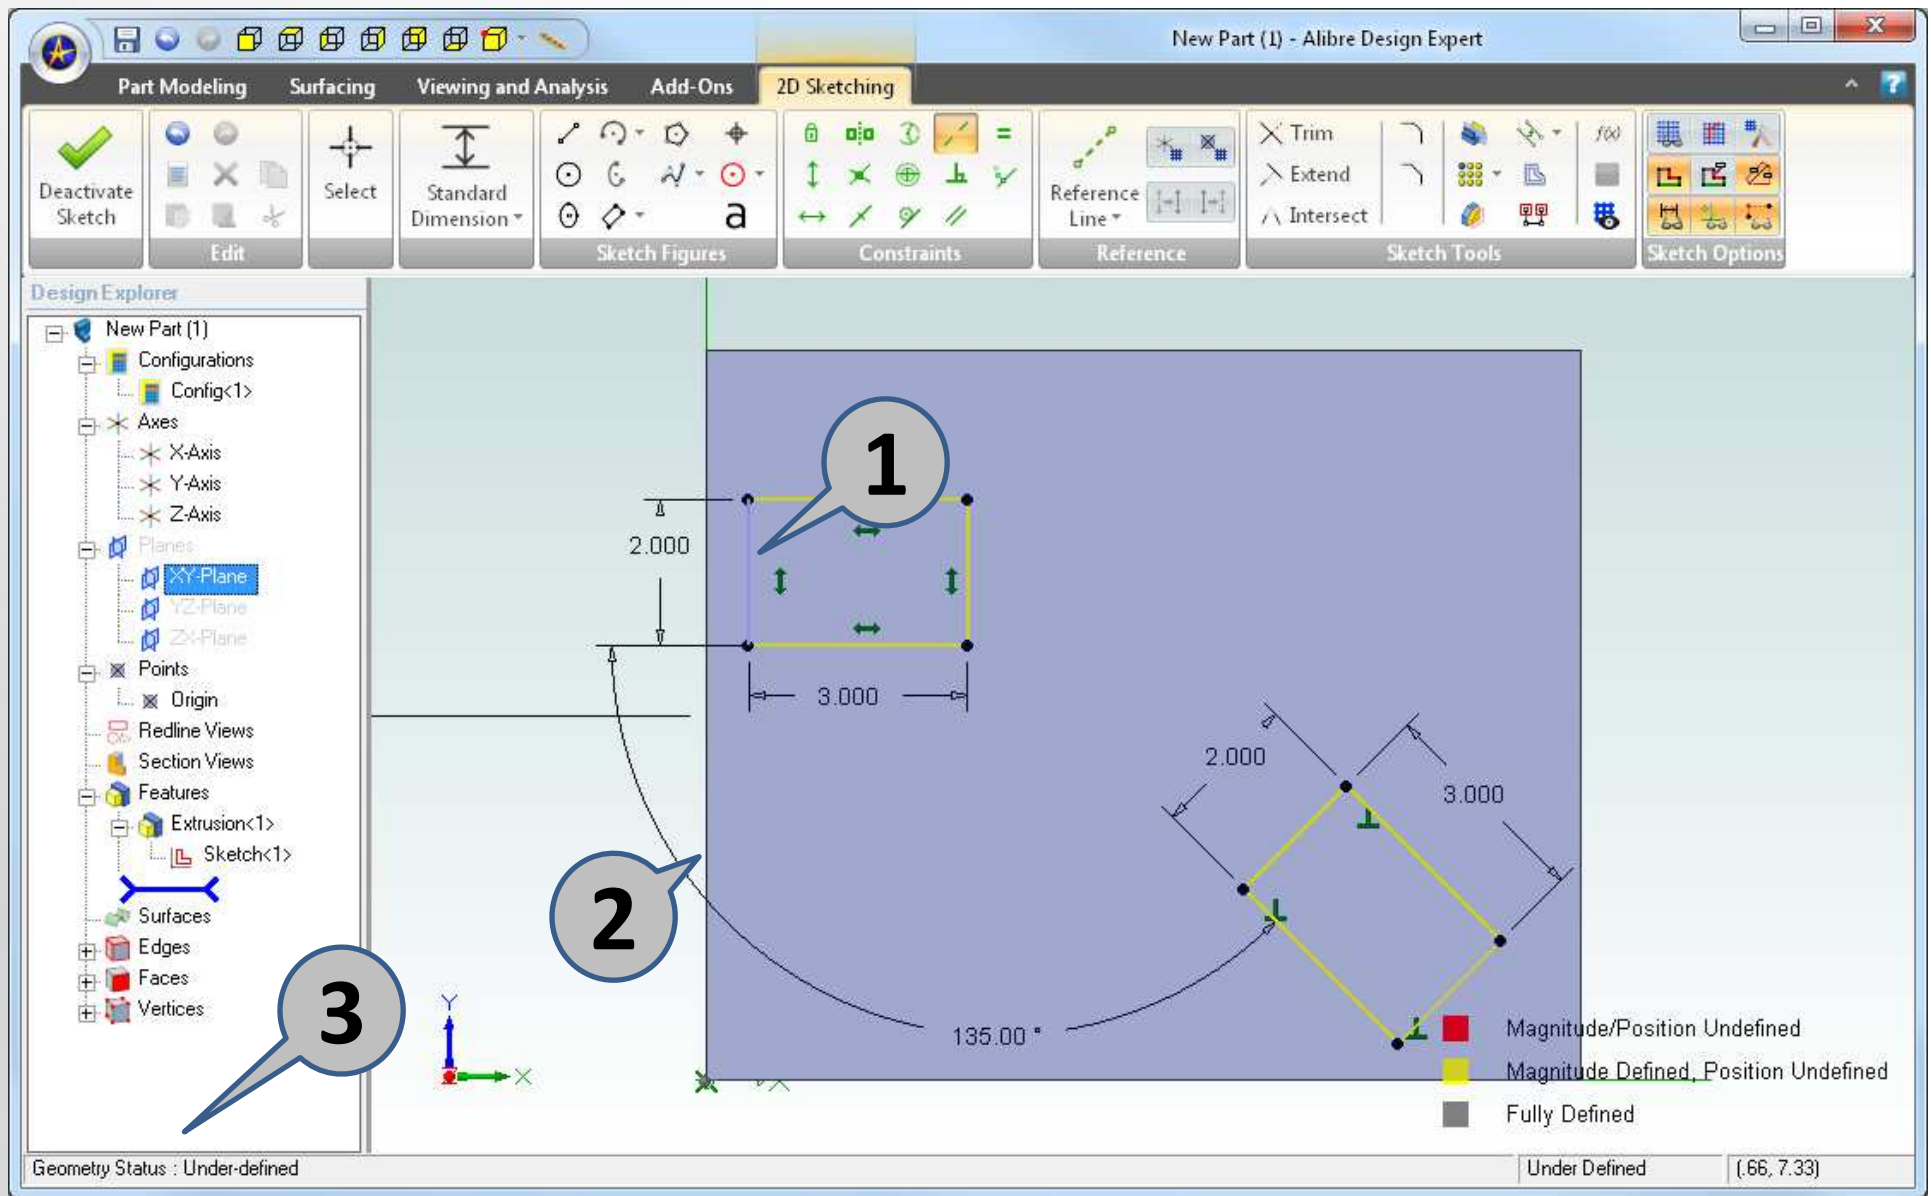 New Part (1) - Alibre Design Expert
Part Modeling Surfacing Viewing and Analysis Add-Ons 2D Sketching
Deactivate Sketch
Edit
Select
Standard Dimension
a
Sketch Figures
Constraints
Reference Line
Reference
Trim
Extend
Intersect
f(x)
Sketch Tools
Sketch Options
Design Explorer
New Part (1)
Configurations
Config<1>
Axes
X-Axis
Y-Axis
Z-Axis
Planes
XY-Plane
YZ-Plane
ZX-Plane
Points
Origin
Redline Views
Section Views
Features
Extrusion<1>
Sketch<1>
Surfaces
Edges
Faces
Vertices
1
2.000
3.000
2.000
3.000
2
135.00 °
3
Y
X
X
Magnitude/Position Undefined
Magnitude Defined, Position Undefined
Fully Defined
Geometry Status : Under-defined
Under Defined
(.66, 7.33)